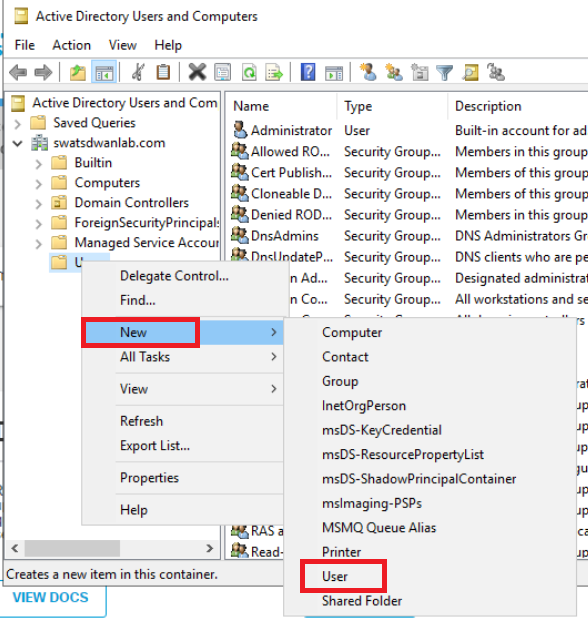 Active Directory Users and Computers
File Action View Help
Active Directory Users and Com
Saved Queries
swatsdwanlab.com
Builtin
Computers
Domain Controllers
ForeignSecurityPrincipals
Managed Service Accour
U
Name Type Description
Administrator User Built-in account for ad
Allowed RO... Security Group... Members in this group
Cert Publish... Security Group... Members of this group
Cloneable D... Security Group... Members of this group
Denied ROD... Security Group... Members in this group
DnsAdmins Security Group... DNS Administrators Gr
DnsUpdateP... Security Group... DNS clients who are pe
n Ad... Security Group... Designated administrat
n Co... Security Group... All workstations and se
Delegate Control...
Find...
New
All Tasks
View
Refresh
Export List...
Properties
Help
Computer
Contact
Group
InetOrgPerson
msDS-KeyCredential
msDS-ResourcePropertyList
msDS-ShadowPrincipalContainer
msImaging-PSPs
MSMQ Queue Alias
Printer
User
Shared Folder
RAS a
Read-
Creates a new item in this container.
VIEW DOCS